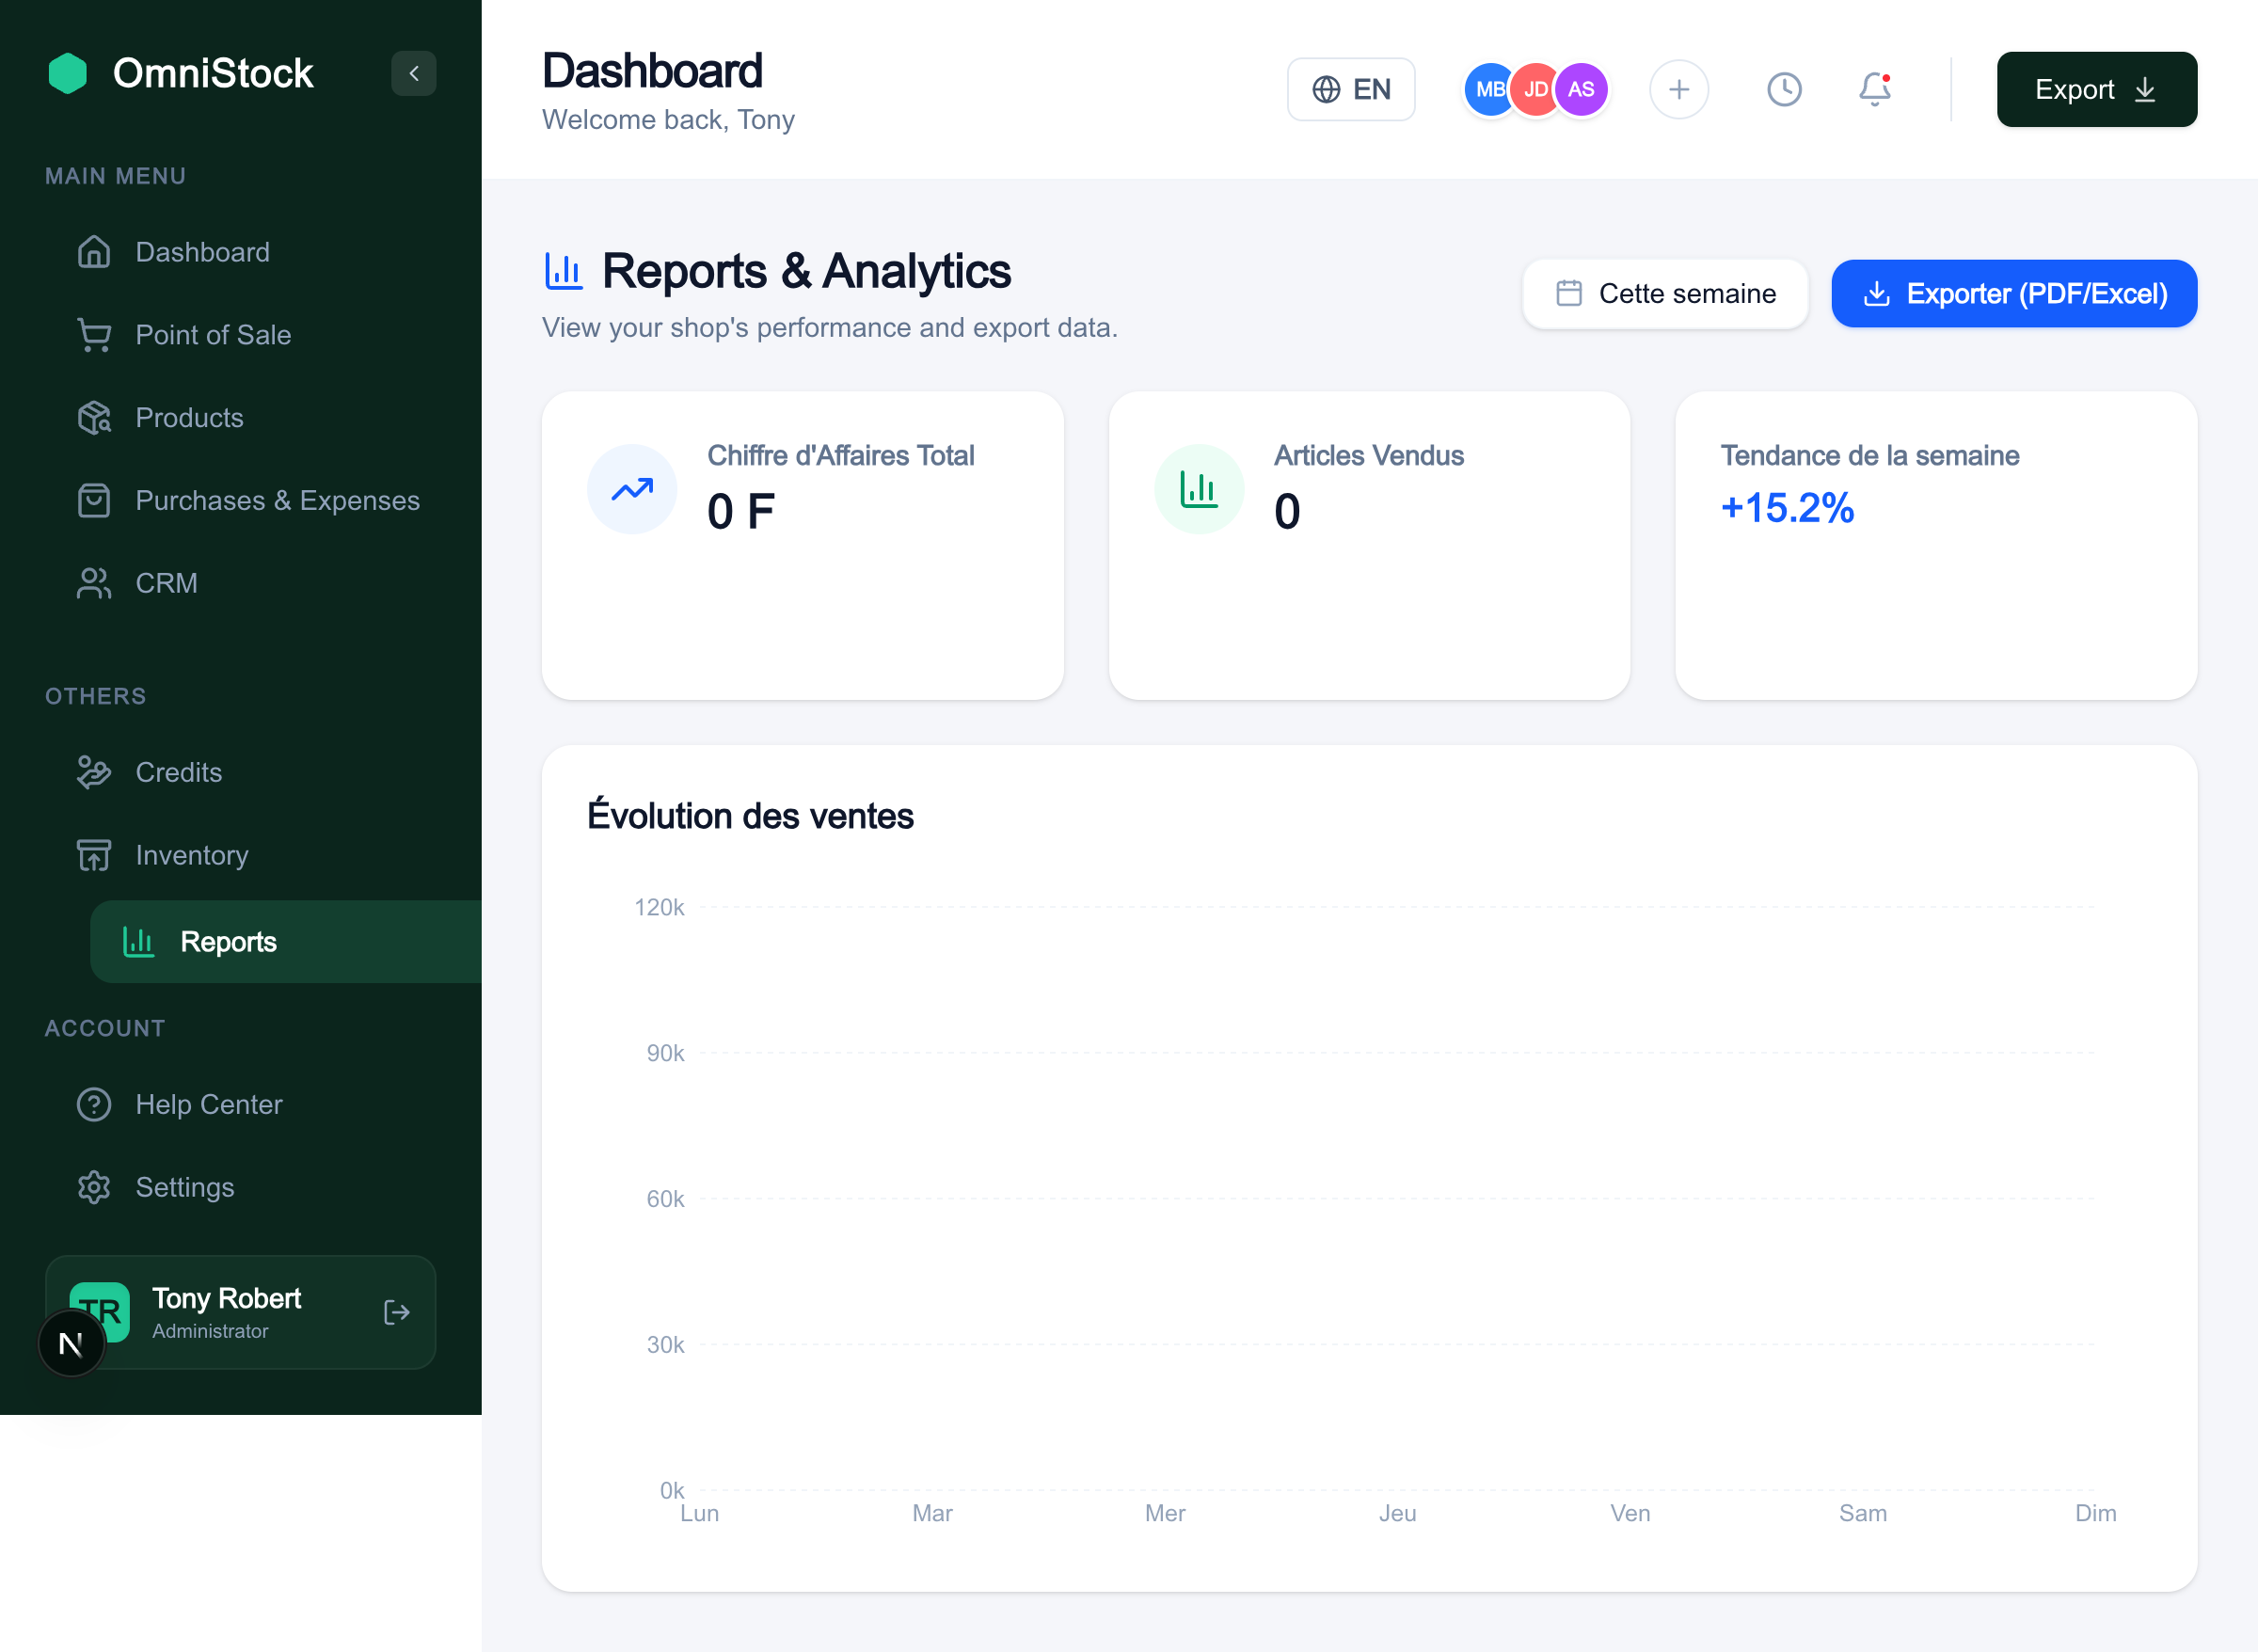 OmniStock
MAIN MENU
Dashboard
Point of Sale
Products
Purchases & Expenses
CRM
OTHERS
Credits
Inventory
Reports
ACCOUNT
Help Center
Settings
TR
Tony Robert
Administrator
N
Dashboard
Welcome back, Tony
EN
MB
JD
AS
Export
Reports & Analytics
View your shop's performance and export data.
Cette semaine
Exporter (PDF/Excel)
Chiffre d'Affaires Total
0 F
Articles Vendus
0
Tendance de la semaine
+15.2%
Évolution des ventes
120k
90k
60k
30k
0k
Lun Mar Mer Jeu Ven Sam Dim